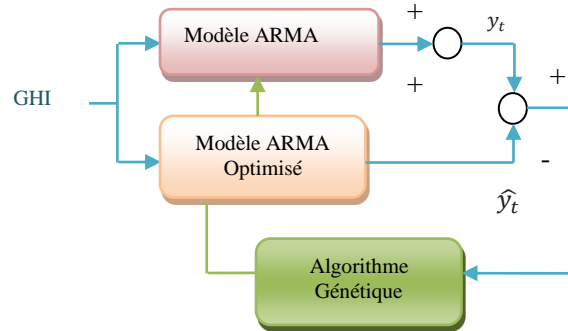 Modèle ARMA
+
+
y_t
+
GHI
Modèle ARMA
Optimisé
-
ŷ_t
Algorithme
Génétique